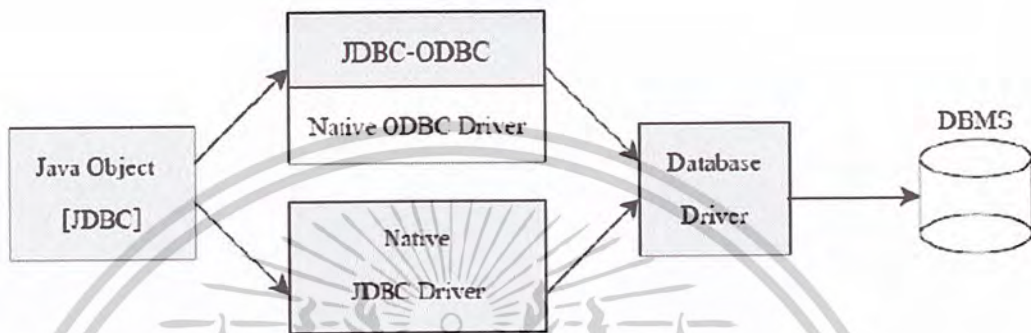 JDBC-ODBC
Native ODBC Driver
Java Object
[JDBC]
Database
Driver
DBMS
Native
JDBC Driver